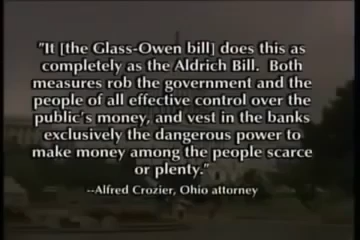 "It [the Glass-Owen bill] does this as
completely as the Aldrich Bill.  Both
measures rob the government and the
people of all effective control over the
public's money, and vest in the banks
exclusively the dangerous power to
make money among the people scarce
or plenty."
--Alfred Crozier, Ohio attorney